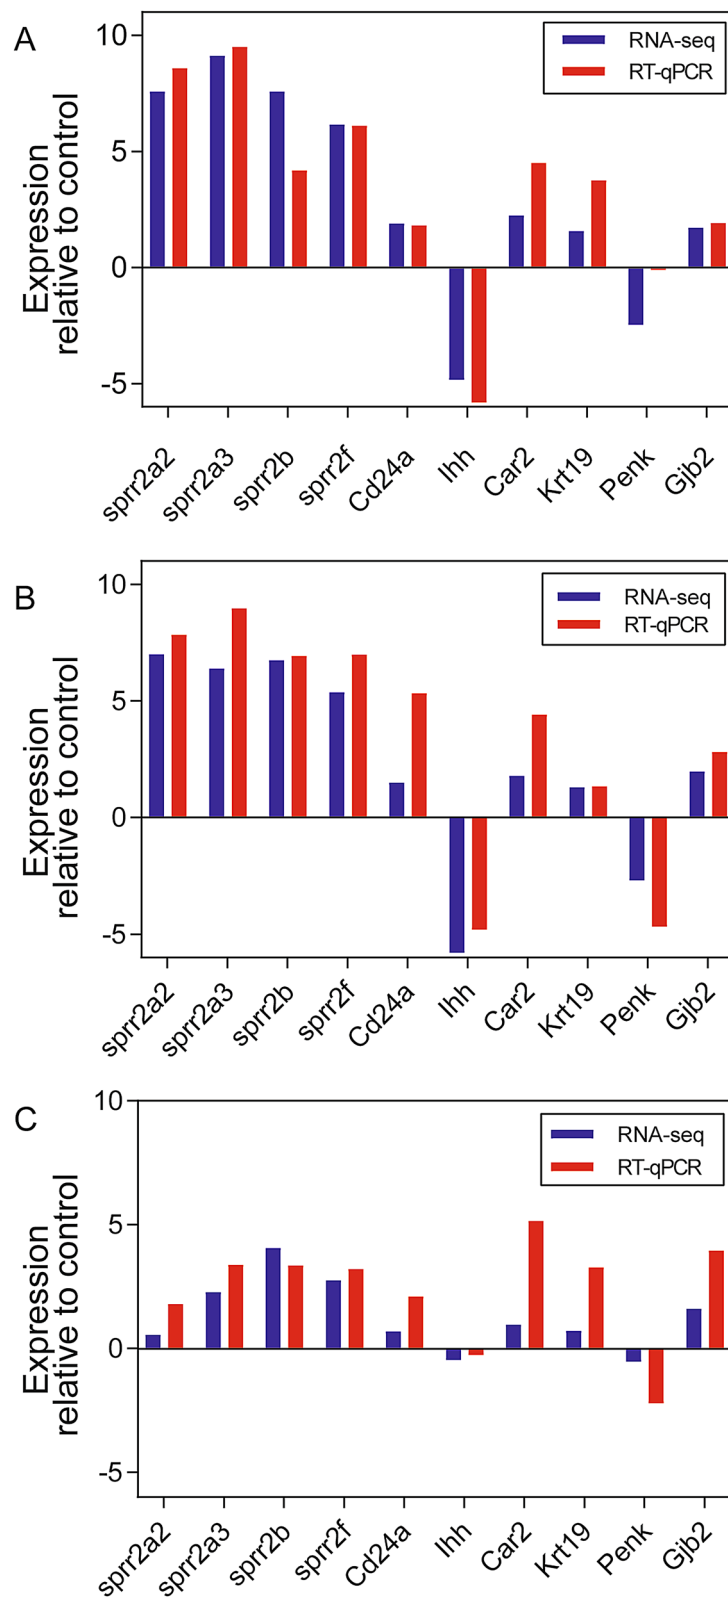 A
Expression
relative to control
10
5
0
-5
RNA-seq
RT-qPCR
sprr2a2
sprr2a3
sprr2b
sprr2f
Cd24a
Ihh
Car2
Krt19
Penk
Gjb2
B
Expression
relative to control
10
5
0
-5
RNA-seq
RT-qPCR
sprr2a2
sprr2a3
sprr2b
sprr2f
Cd24a
Ihh
Car2
Krt19
Penk
Gjb2
C
Expression
relative to control
10
5
0
-5
RNA-seq
RT-qPCR
sprr2a2
sprr2a3
sprr2b
sprr2f
Cd24a
Ihh
Car2
Krt19
Penk
Gjb2